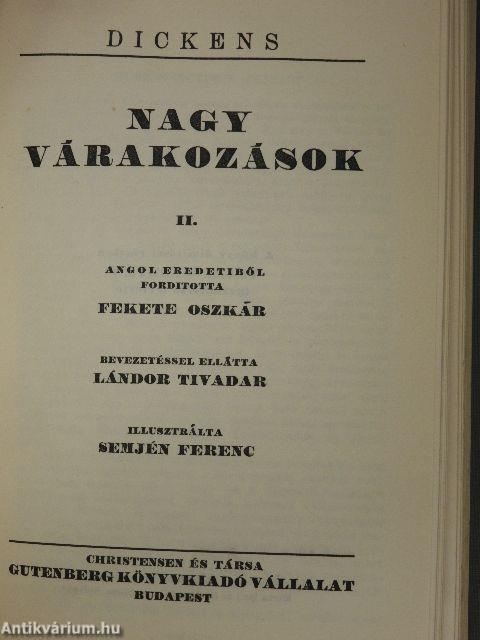 DICKENS
NAGY
VÁRAKOZÁSOK
II.
ANGOL EREDETIBŐL
FORDITOTTA
FEKETE OSZKÁR
BEVEZETÉSSEL ELLÁTTA
LÁNDOR TIVADAR
ILLUSZTRÁLTA
SEMJÉN FERENC
CHRISTENSEN ÉS TÁRSA
GUTENBERG KÖNYVKIADÓ VÁLLALAT
BUDAPEST
Antikvárium.hu